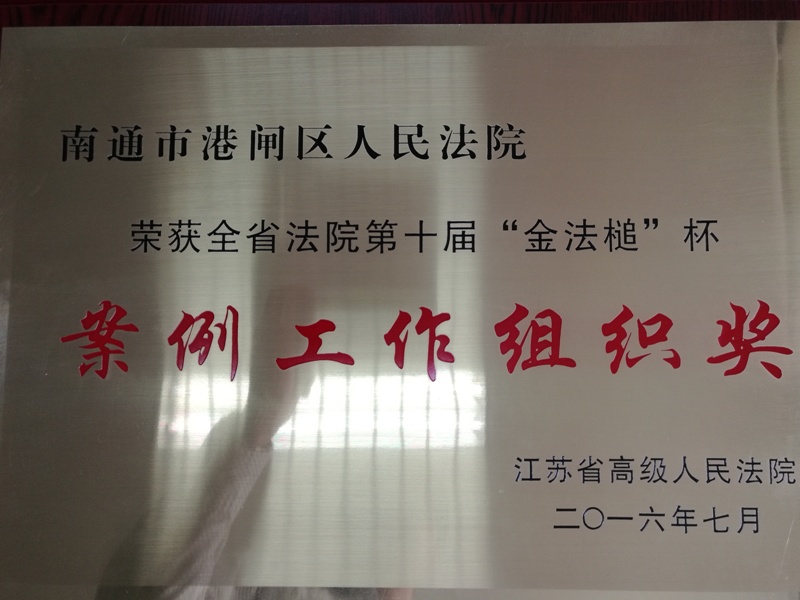 南通市港闸区人民法院
荣获全省法院第十届“金法槌”杯
案例工作组织奖
江苏省高级人民法院
二〇一六年七月